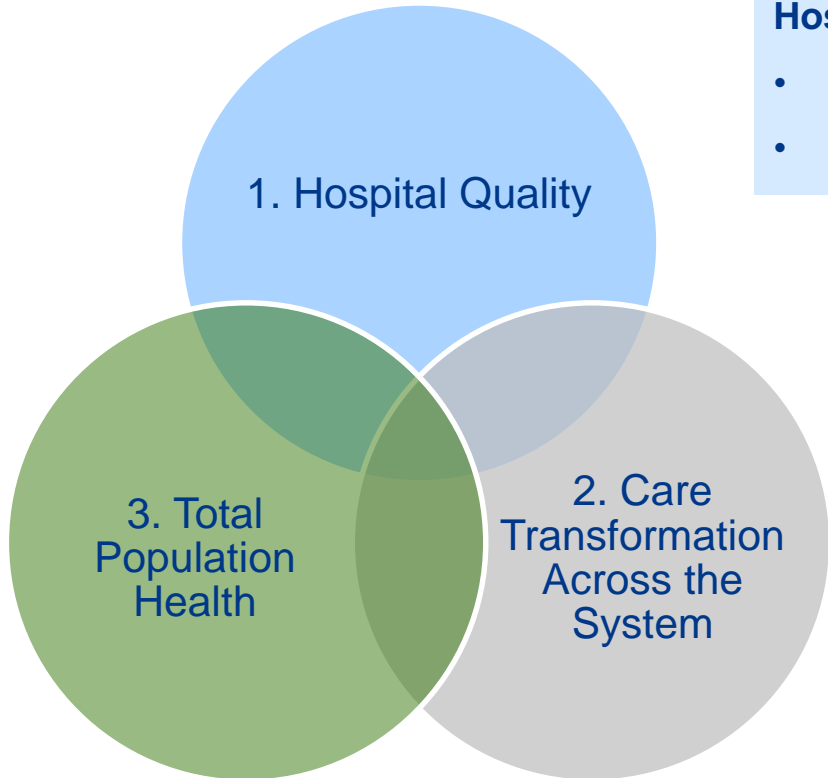 Hos
•
•
1. Hospital Quality
3. Total
Population
Health
2. Care
Transformation
Across the
System